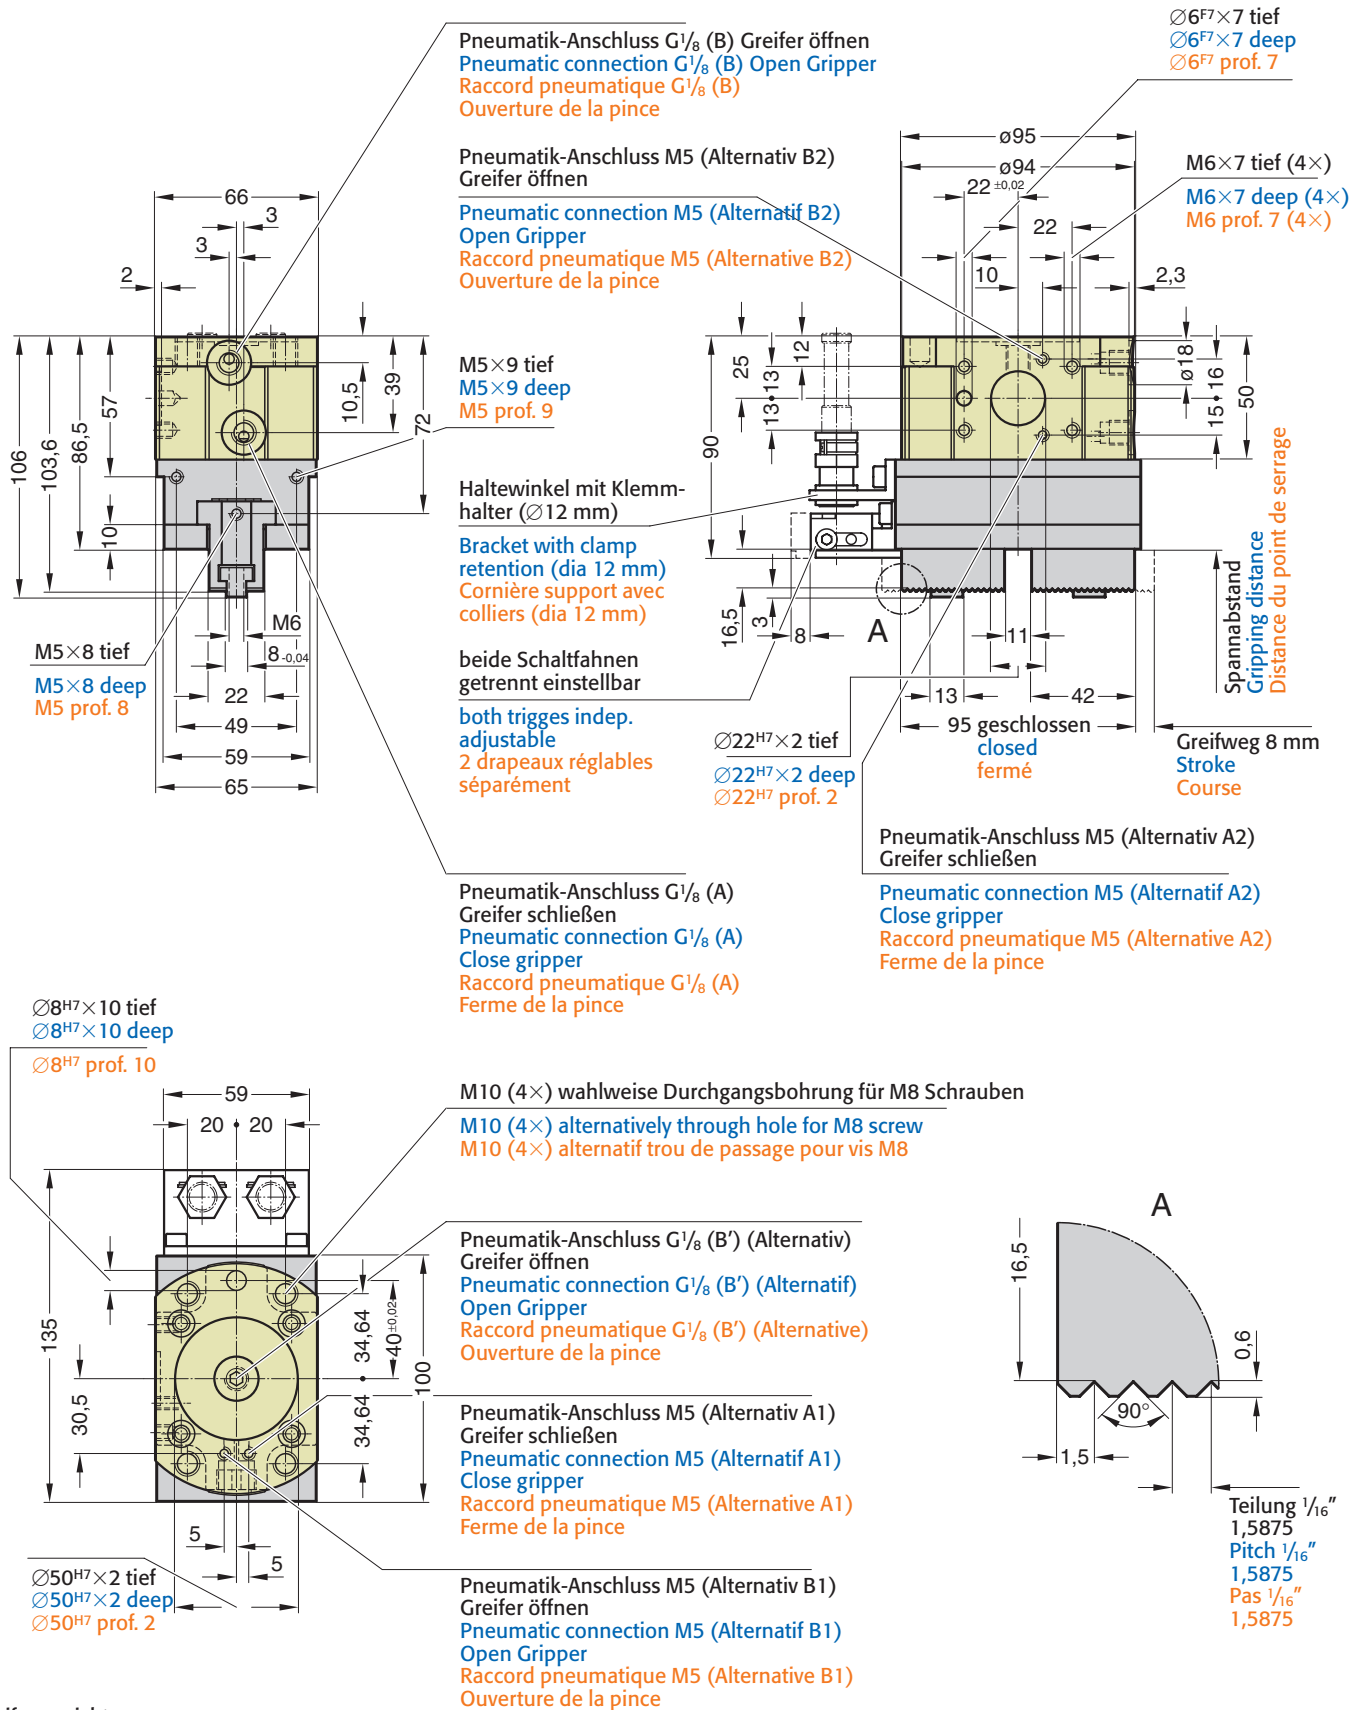 Pneumatik-Anschluss G1/8 (B) Greifer öffnen
Pneumatic connection G1/8 (B) Open Gripper
Raccord pneumatique G1/8 (B)
Ouverture de la pince
∅6F7×7 tief
∅6F7×7 deep
∅6F7 prof. 7
Pneumatik-Anschluss M5 (Alternativ B2)
Greifer öffnen
Pneumatic connection M5 (Alternatif B2)
Open Gripper
Raccord pneumatique M5 (Alternative B2)
Ouverture de la pince
M6×7 tief (4×)
M6×7 deep (4×)
M6 prof. 7 (4×)
66
3
3
2
106
103,6
86,5
57
10
10,5
39
72
M6
8 -0,04
22
49
59
65
M5×9 tief
M5×9 deep
M5 prof. 9
M5×8 tief
M5×8 deep
M5 prof. 8
ø95
ø94
22 ±0,02
22
10
2,3
90
25
13•13
12
ø18
15•16
50
16,5
3
8
A
11
13
42
95 geschlossen
closed
fermé
Spannabstand
Gripping distance
Distance du point de serrage
Greifweg 8 mm
Stroke
Course
Haltewinkel mit Klemm-
halter (∅12 mm)
Bracket with clamp
retention (dia 12 mm)
Cornière support avec
colliers (dia 12 mm)
beide Schaltfahnen
getrennt einstellbar
both trigges indep.
adjustable
2 drapeaux réglables
séparément
∅22H7×2 tief
∅22H7×2 deep
∅22H7 prof. 2
Pneumatik-Anschluss M5 (Alternativ A2)
Greifer schließen
Pneumatic connection M5 (Alternatif A2)
Close gripper
Raccord pneumatique M5 (Alternative A2)
Ferme de la pince
Pneumatik-Anschluss G1/8 (A)
Greifer schließen
Pneumatic connection G1/8 (A)
Close gripper
Raccord pneumatique G1/8 (A)
Ferme de la pince
∅8H7×10 tief
∅8H7×10 deep
∅8H7 prof. 10
59
20 • 20
135
30,5
34,64 • 34,64
40±0,02
100
5
5
∅50H7×2 tief
∅50H7×2 deep
∅50H7 prof. 2
M10 (4×) wahlweise Durchgangsbohrung für M8 Schrauben
M10 (4×) alternatively through hole for M8 screw
M10 (4×) alternatif trou de passage pour vis M8
Pneumatik-Anschluss G1/8 (B′) (Alternativ)
Greifer öffnen
Pneumatic connection G1/8 (B′) (Alternatif)
Open Gripper
Raccord pneumatique G1/8 (B′) (Alternative)
Ouverture de la pince
Pneumatik-Anschluss M5 (Alternativ A1)
Greifer schließen
Pneumatic connection M5 (Alternatif A1)
Close gripper
Raccord pneumatique M5 (Alternative A1)
Ferme de la pince
Pneumatik-Anschluss M5 (Alternativ B1)
Greifer öffnen
Pneumatic connection M5 (Alternatif B1)
Open Gripper
Raccord pneumatique M5 (Alternative B1)
Ouverture de la pince
A
16,5
0,6
90°
1,5
Teilung 1/16″
1,5875
Pitch 1/16″
1,5875
Pas 1/16″
1,5875